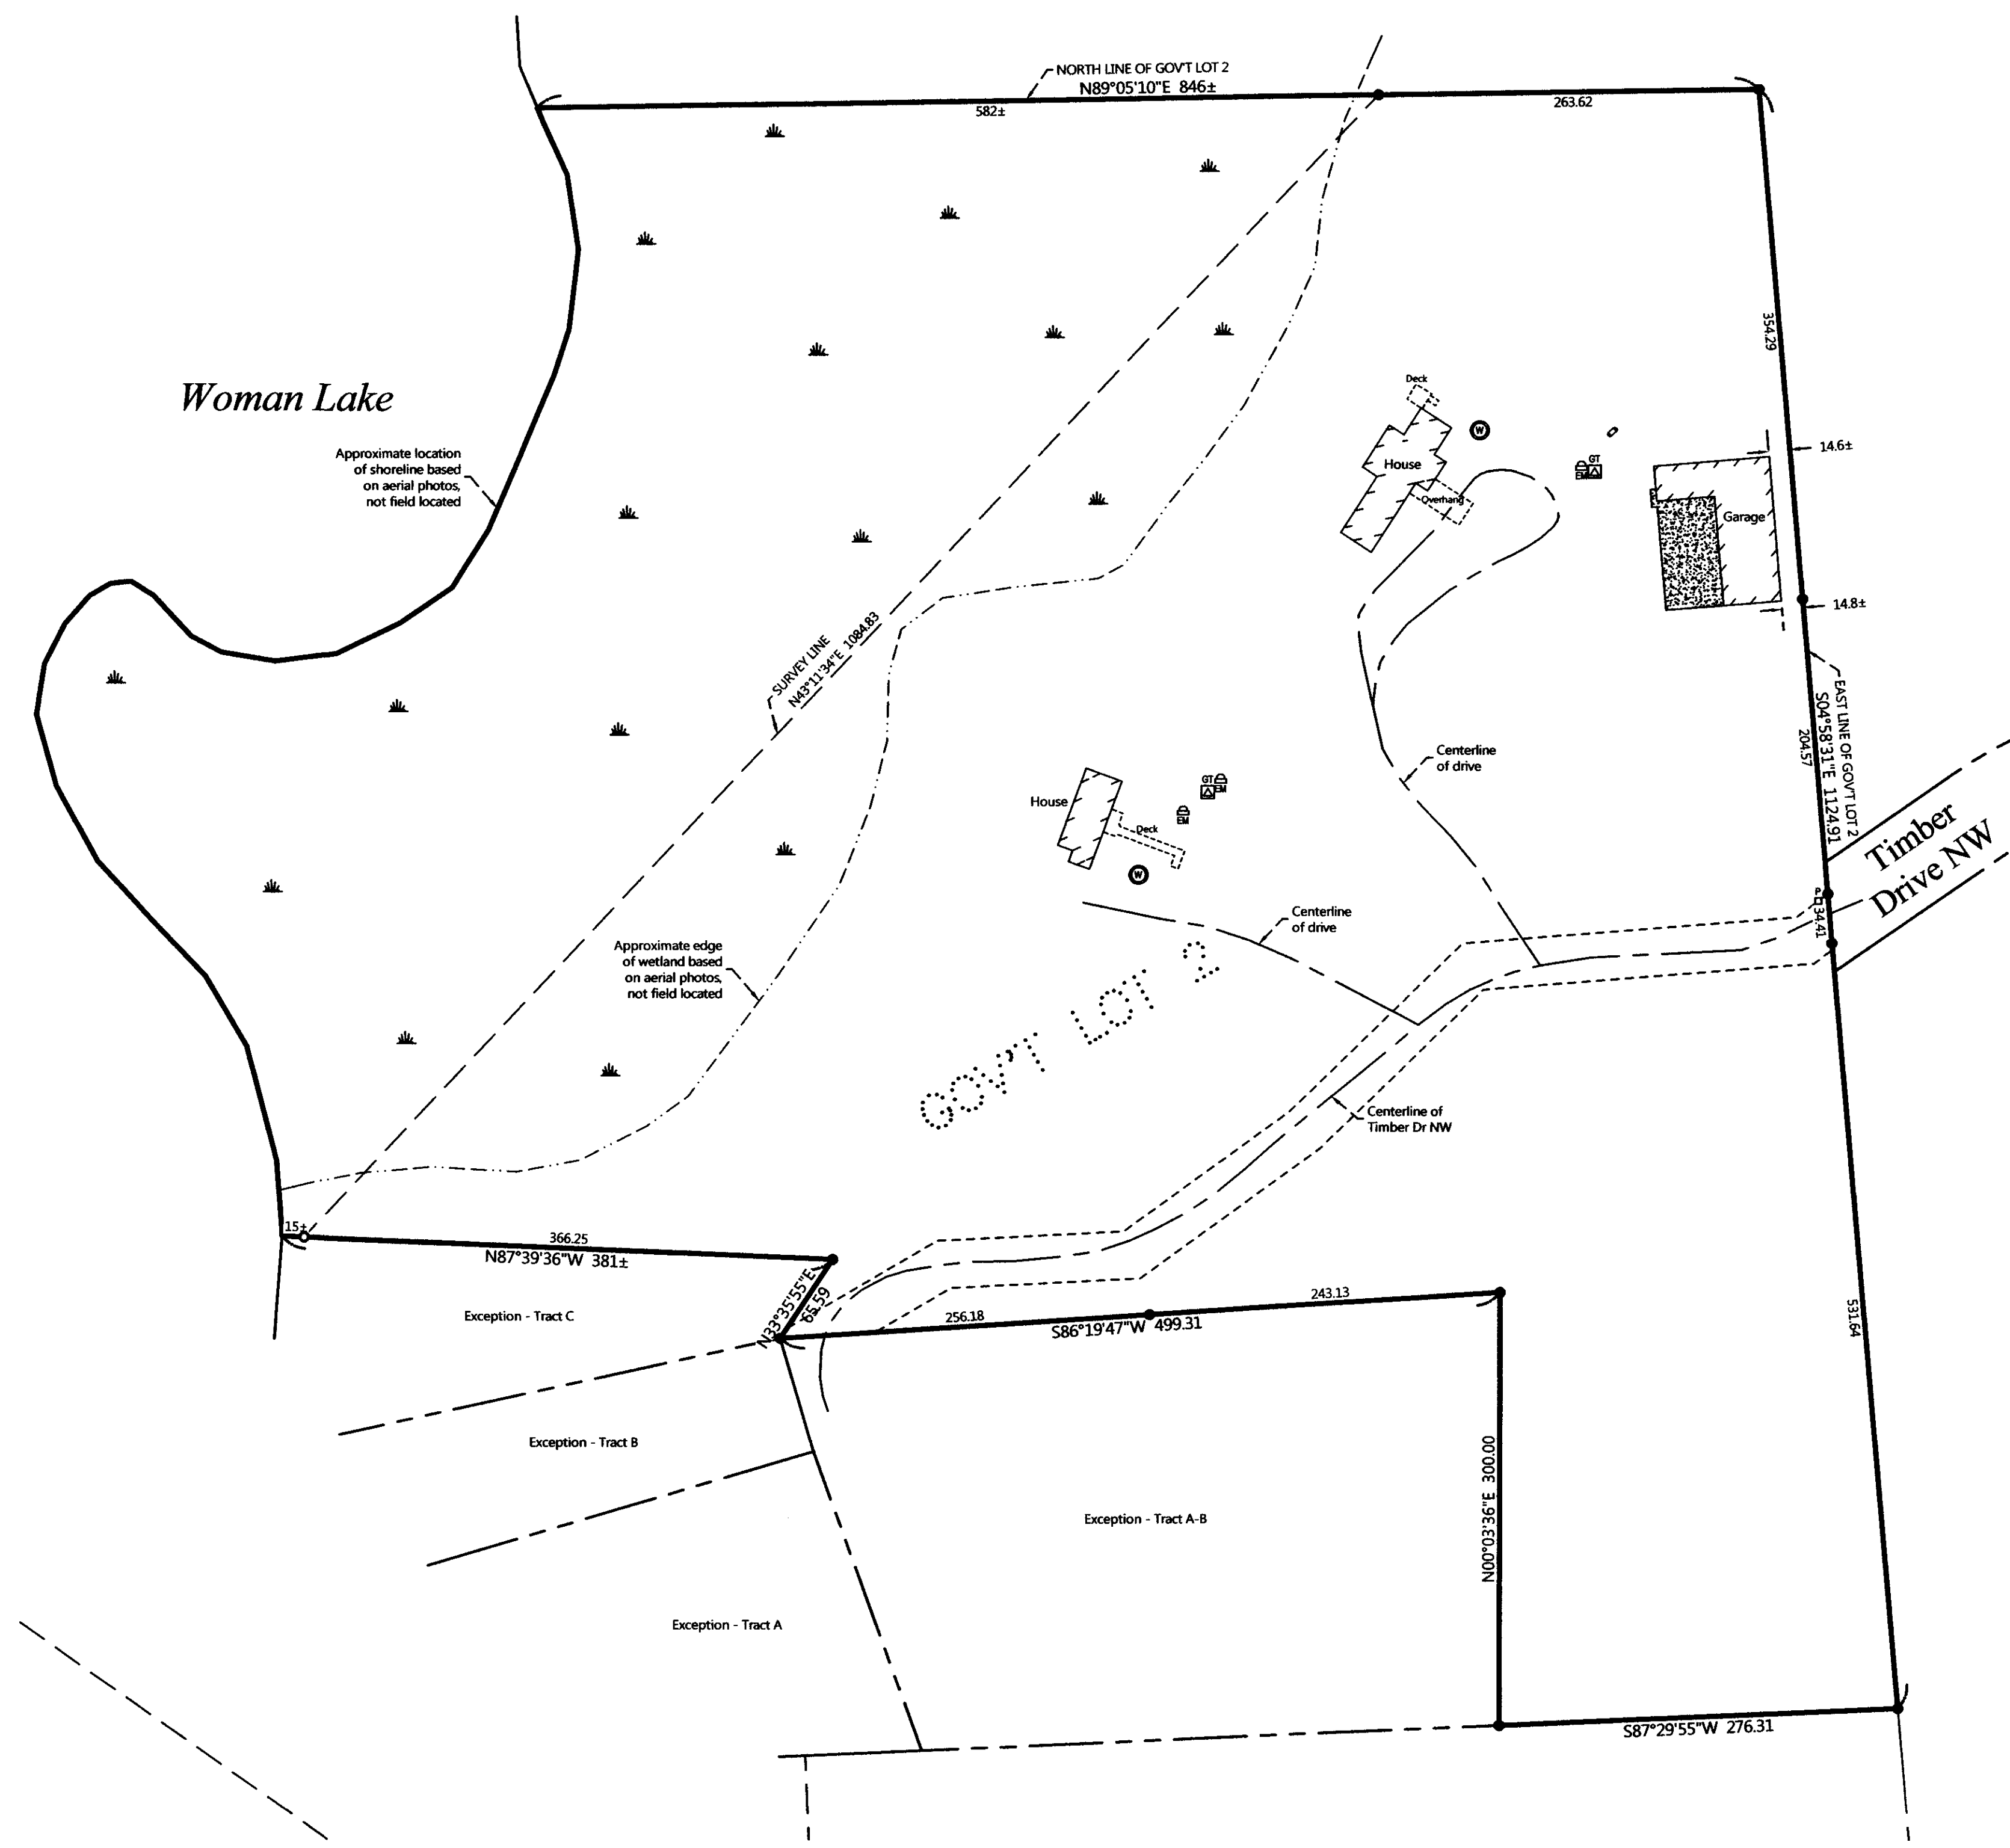 NORTH LINE OF GOV'T LOT 2
N89°05'10"E 846±
582±
263.62
354.29
Woman Lake
Approximate location
of shoreline based
on aerial photos,
not field located
Deck
W
House
Overhang
GT
EM
Garage
14.6±
14.8±
SURVEY LINE
N43°11'34"E 1084.83
EAST LINE OF GOV'T LOT 2
S04°58'31"E 1124.91
204.57
Centerline
of drive
House
GT
EM
EM
Deck
W
Timber
Drive NW
P
34.41
Centerline
of drive
Approximate edge
of wetland based
on aerial photos,
not field located
GOV'T LOT 2
Centerline of
Timber Dr NW
15±
366.25
N87°39'36"W 381±
N33°35'55"E
65.59
Exception - Tract C
256.18
243.13
S86°19'47"W 499.31
531.64
Exception - Tract B
N00°03'36"E 300.00
Exception - Tract A-B
Exception - Tract A
S87°29'55"W 276.31